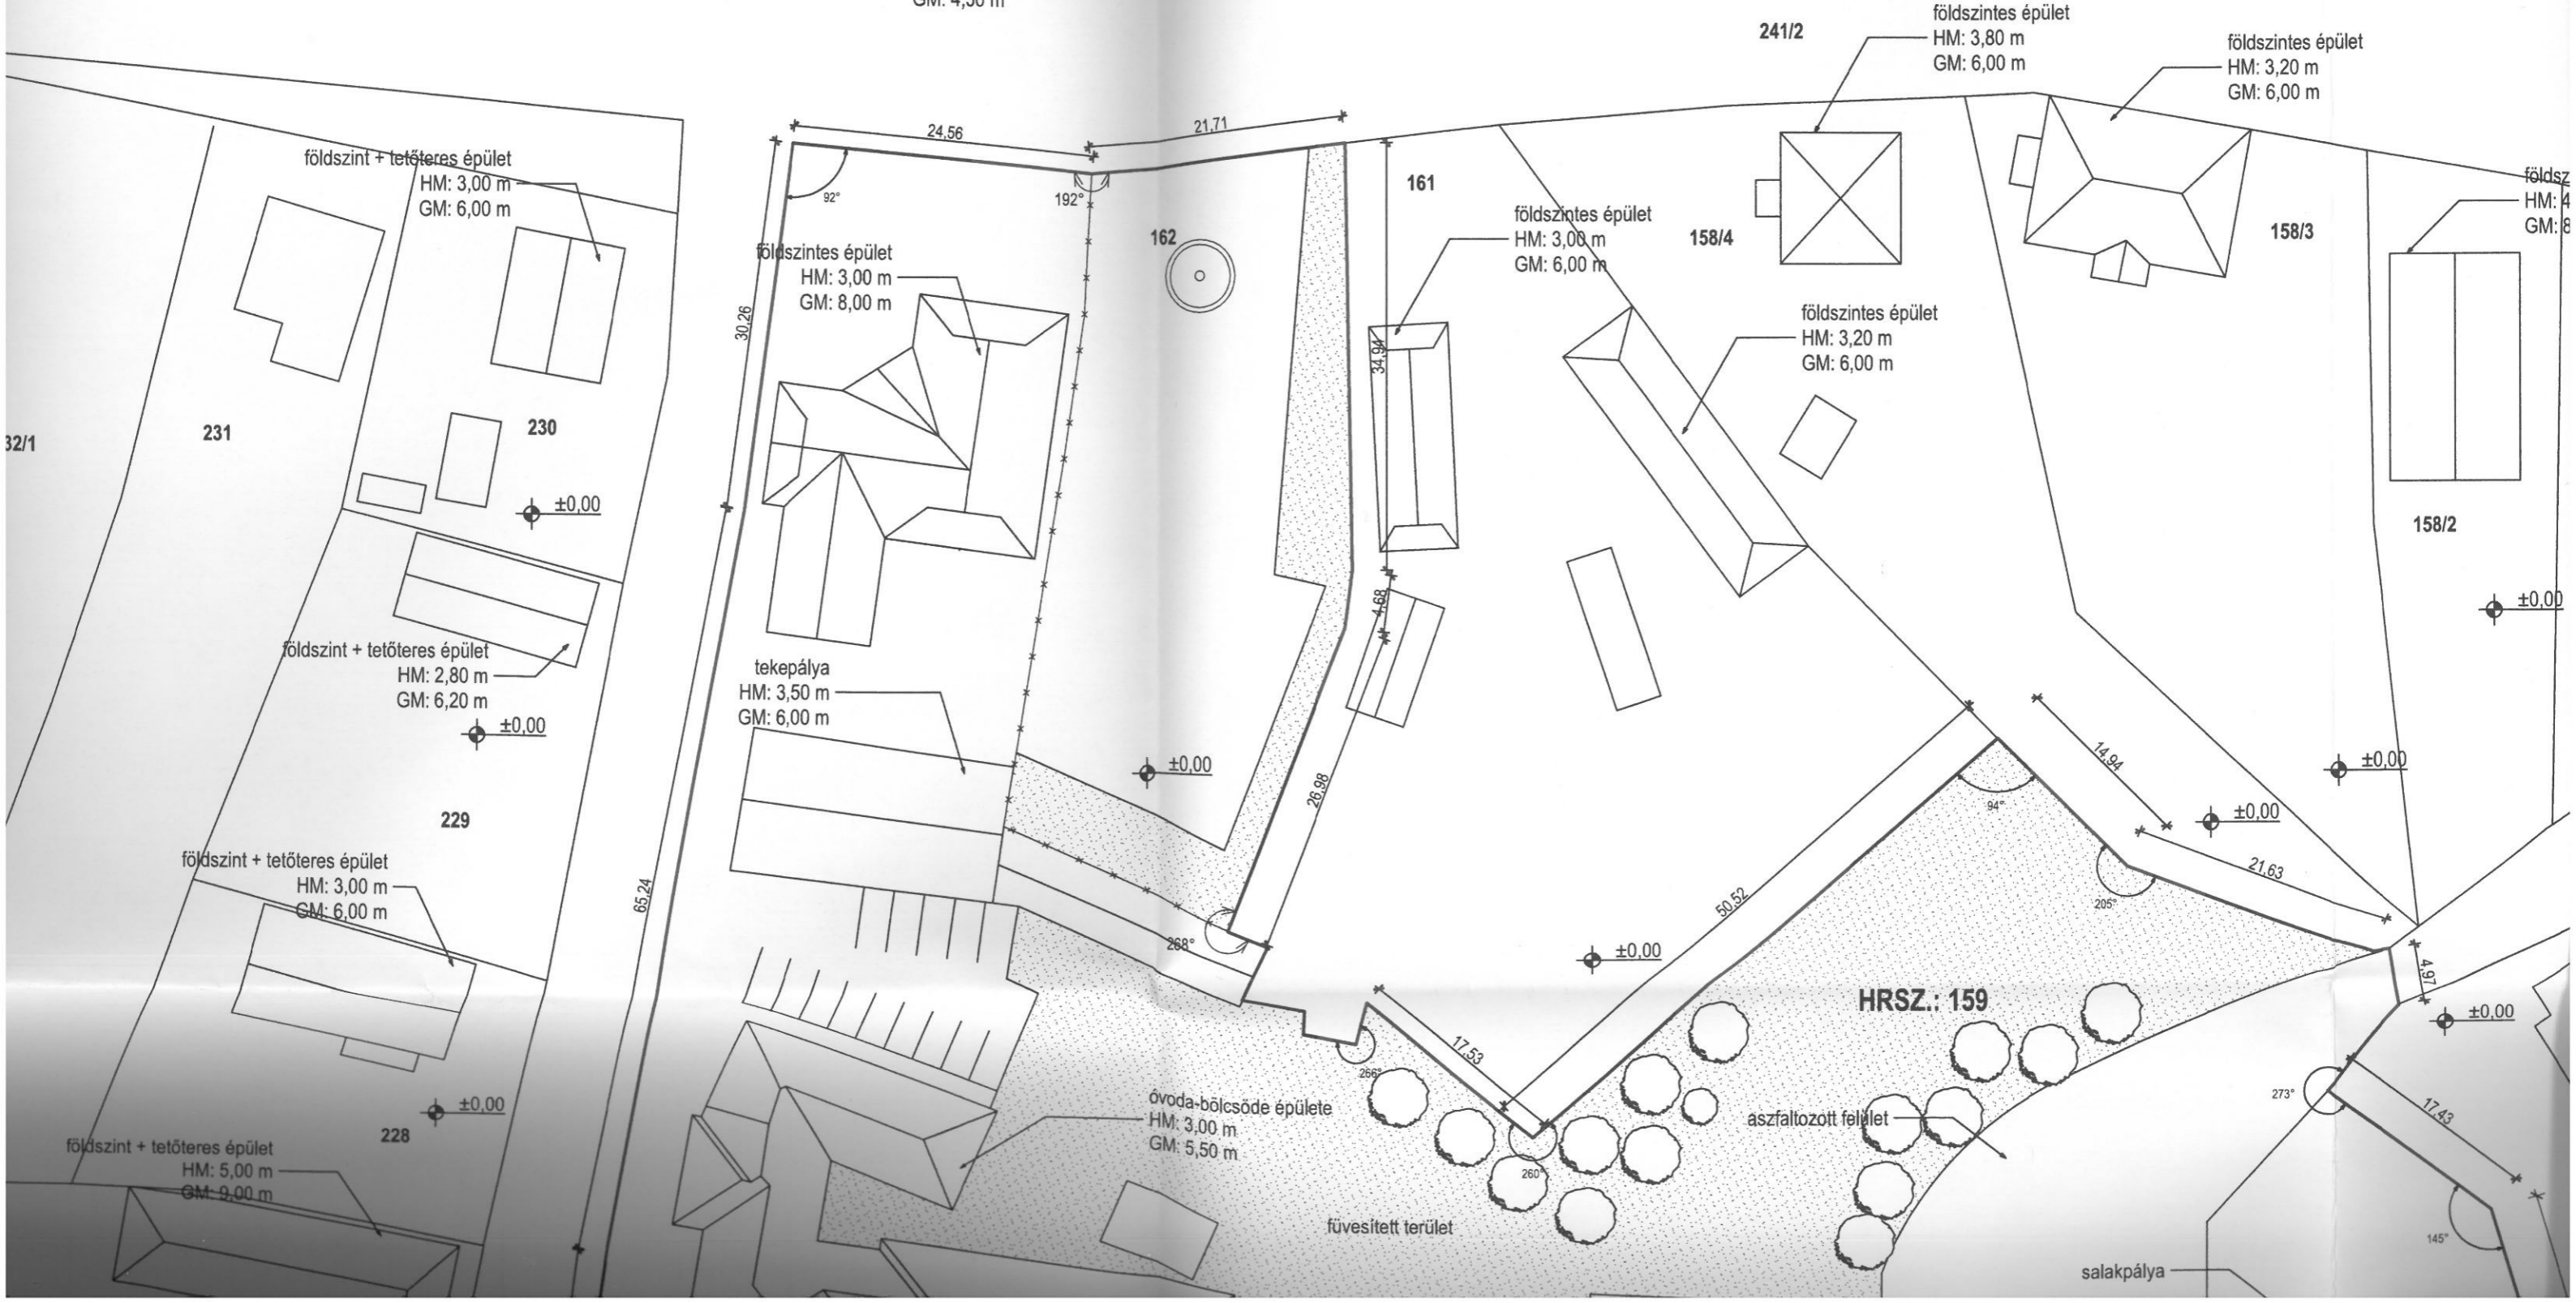 GM: 4,50 m
241/2
földszintes épület
HM: 3,80 m
GM: 6,00 m
földszintes épület
HM: 3,20 m
GM: 6,00 m
24,56
21,71
földszint + tetőteres épület
HM: 3,00 m
GM: 6,00 m
92°
192°
162
161
158/4
158/3
földsz
HM: 4
GM: 8
földszintes épület
HM: 3,00 m
GM: 6,00 m
földszintes épület
HM: 3,00 m
GM: 8,00 m
30,26
34,94
földszintes épület
HM: 3,20 m
GM: 6,00 m
32/1
231
230
±0,00
158/2
±0,00
4,68
földszint + tetőteres épület
HM: 2,80 m
GM: 6,20 m
±0,00
tekepálya
HM: 3,50 m
GM: 6,00 m
±0,00
26,98
14,94
±0,00
94°
±0,00
229
földszint + tetőteres épület
HM: 3,00 m
GM: 6,00 m
65,24
50,52
21,63
205°
268°
±0,00
4,97
HRSZ.: 159
±0,00
17,53
266°
273°
17,43
±0,00
228
óvoda-bölcsőde épülete
HM: 3,00 m
GM: 5,50 m
aszfaltozott felület
földszint + tetőteres épület
HM: 5,00 m
GM: 9,00 m
260°
füvesített terület
145°
salakpálya